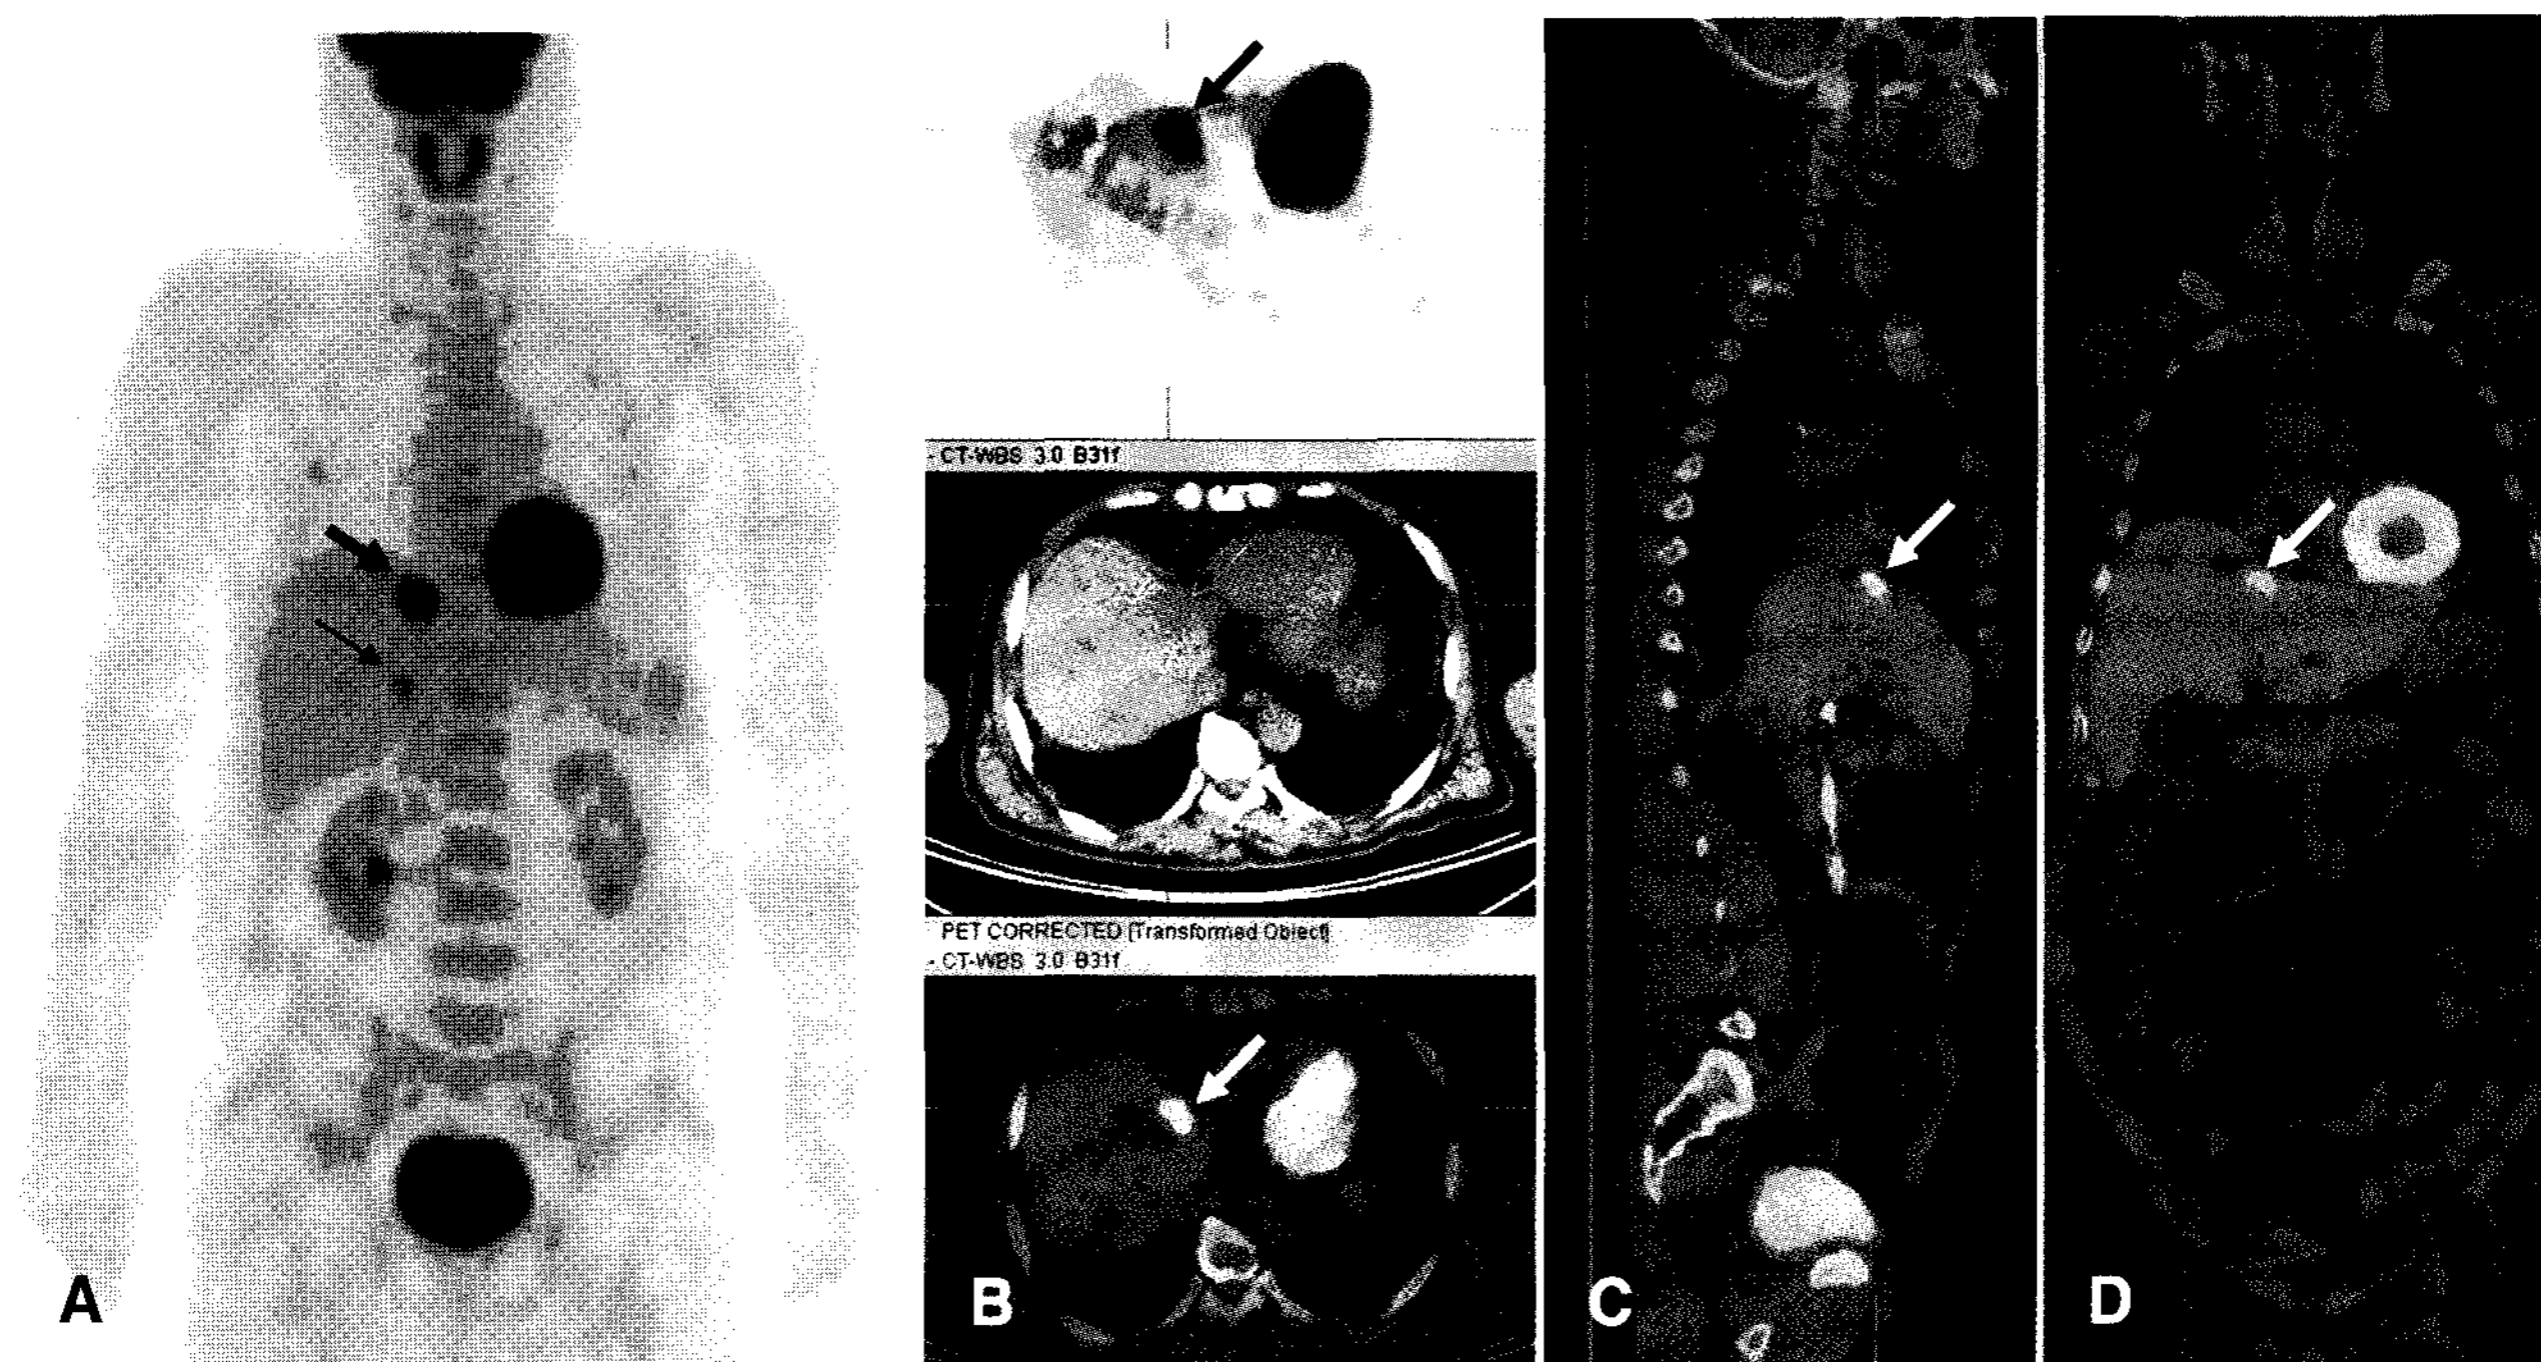 - CT-WBS 3.0 B31f
PET CORRECTED [Transformed Object]
- CT-WBS 3.0 B31f
A
B
C
D